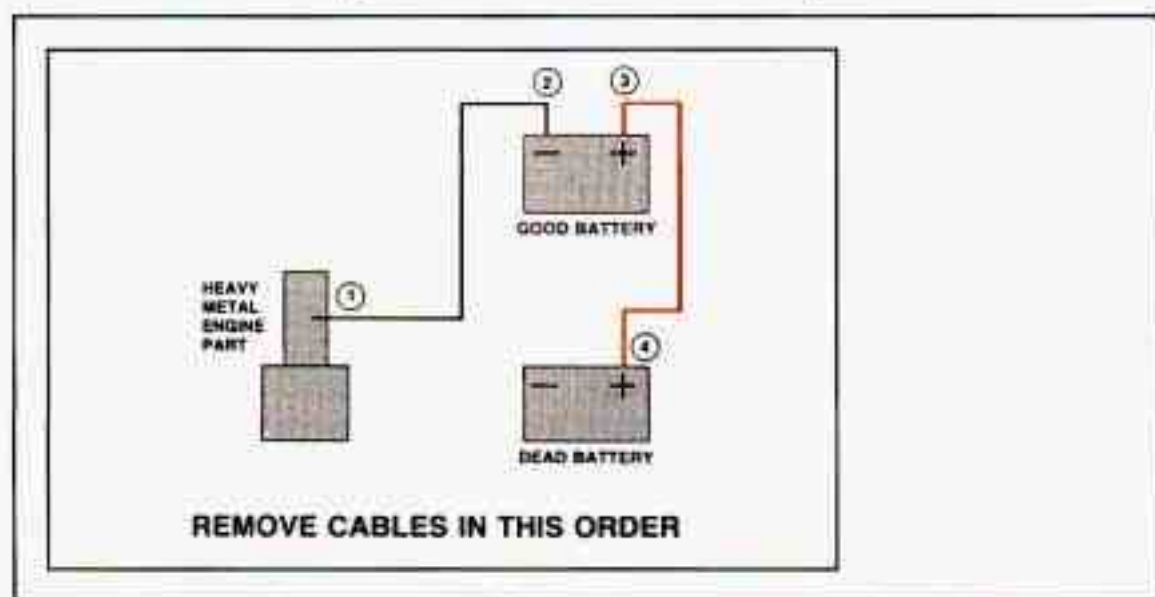 2
3
− +
GOOD BATTERY
HEAVY
METAL
ENGINE
PART
1
4
− +
DEAD BATTERY
REMOVE CABLES IN THIS ORDER